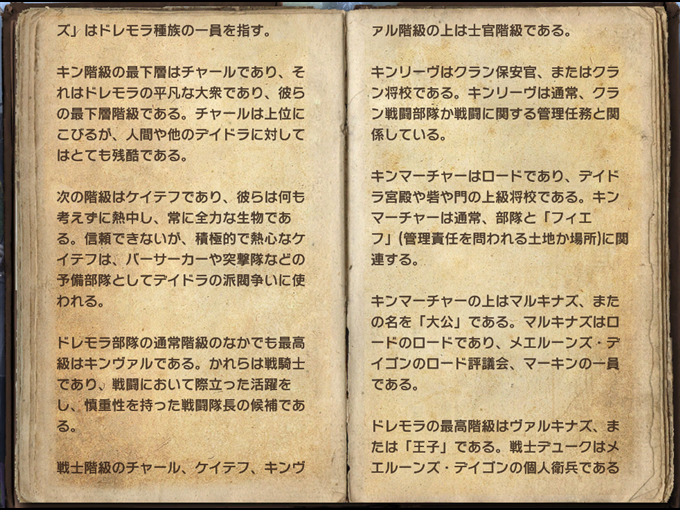 ズ」はドレモラ種族の一員を指す。
キン階級の最下層はチャールであり、そ
れはドレモラの平凡な大衆であり、彼ら
の最下層階級である。チャールは上位に
こびるが、人間や他のデイドラに対して
はとても残酷である。
次の階級はケイテフであり、彼らは何も
考えずに熱中し、常に全力な生物であ
る。信頼できないが、積極的で熱心なケ
イテフは、バーサーカーや突撃隊などの
予備部隊としてデイドラの派閥争いに使
われる。
ドレモラ部隊の通常階級のなかでも最高
級はキンヴァルである。かれらは戦騎士
であり、戦闘において際立った活躍を
し、慎重性を持った戦闘隊長の候補であ
る。
戦士階級のチャール、ケイテフ、キンヴ
ァル階級の上は士官階級である。
キンリーヴはクラン保安官、またはクラ
ン将校である。キンリーヴは通常、クラ
ン戦闘部隊か戦闘に関する管理任務と関
係している。
キンマーチャーはロードであり、デイド
ラ宮殿や砦や門の上級将校である。キン
マーチャーは通常、部隊と「フィエ
フ」(管理責任を問われる土地か場所)に関
連する。
キンマーチャーの上はマルキナズ、また
の名を「大公」である。マルキナズはロ
ードのロードであり、メエルーンズ・デ
イゴンのロード評議会、マーキンの一員
である。
ドレモラの最高階級はヴァルキナズ、ま
たは「王子」である。戦士デュークはメ
エルーンズ・デイゴンの個人衛兵である